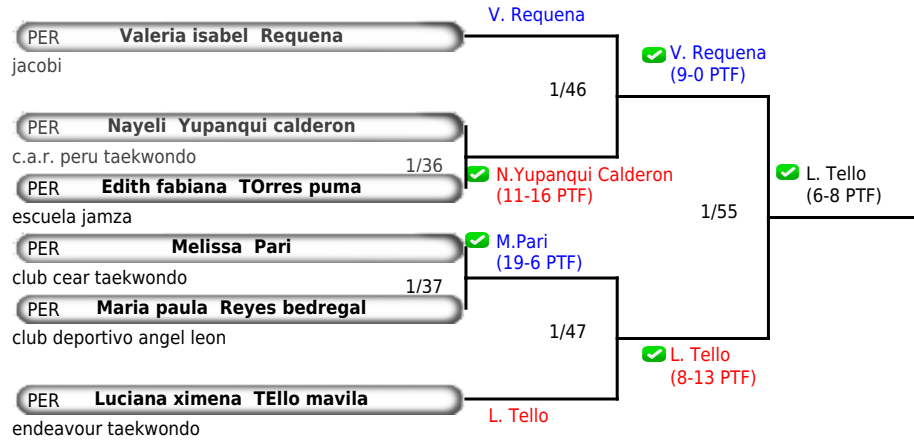 V. Requena
PER Valeria isabel Requena
jacobi
V. Requena
(9-0 PTF)
1/46
PER Nayeli Yupanqui calderon
c.a.r. peru taekwondo
1/36
N.Yupanqui Calderon
(11-16 PTF)
PER Edith fabiana TOrres puma
escuela jamza
L. Tello
(6-8 PTF)
1/55
PER Melissa Pari
club cear taekwondo
M.Pari
(19-6 PTF)
1/37
PER Maria paula Reyes bedregal
club deportivo angel leon
1/47
L. Tello
(8-13 PTF)
PER Luciana ximena TEllo mavila
endeavour taekwondo
L. Tello